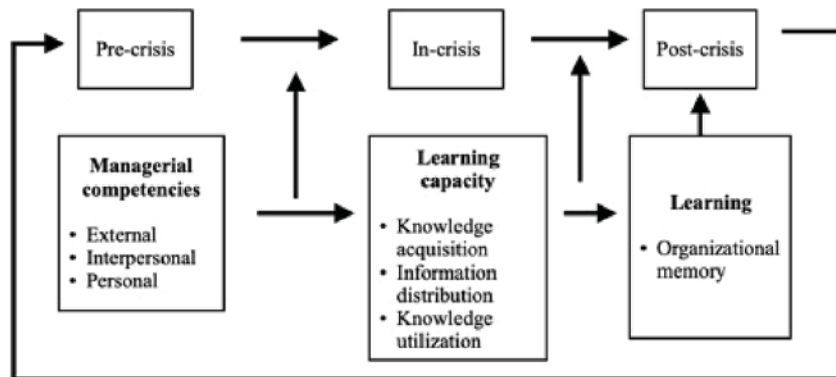 Pre-crisis
In-crisis
Post-crisis
Managerial
competencies
• External
• Interpersonal
• Personal
Learning
capacity
• Knowledge
acquisition
• Information
distribution
• Knowledge
utilization
Learning
• Organizational
memory